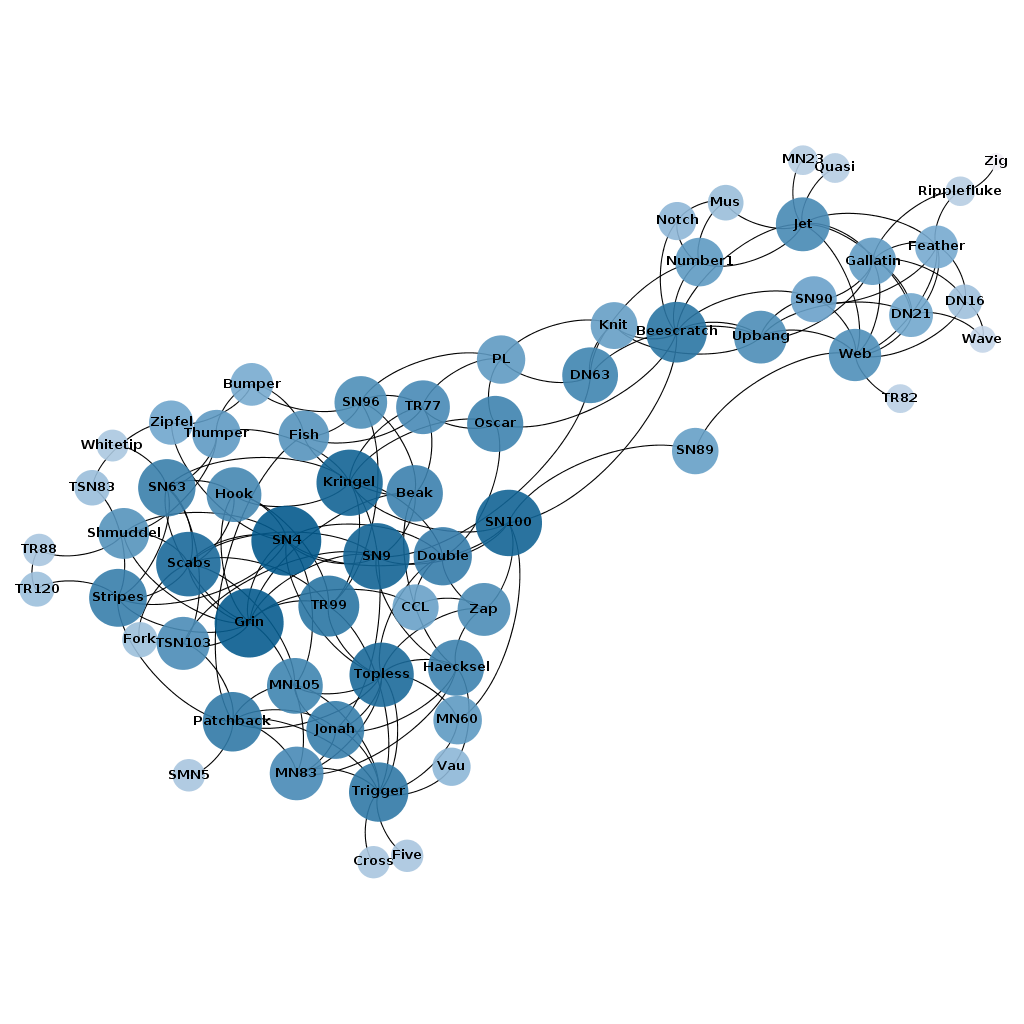 MN23
Quasi
Zig
Ripplefluke
Mus
Notch
Jet
Feather
Number1
Gallatin
SN90
DN16
DN21
Knit
Beescratch
Upbang
Wave
Web
PL
DN63
TR82
Bumper
SN96
TR77
Oscar
Zipfel
Thumper
Fish
Whitetip
SN89
TSN83
SN63
Hook
Kringel
Beak
SN100
Shmuddel
SN4
TR88
Scabs
SN9
Double
TR120
Stripes
TR99
CCL
Zap
Grin
Fork
TSN103
Topless
Haecksel
MN105
Patchback
Jonah
MN60
SMN5
MN83
Vau
Trigger
Cross
Five